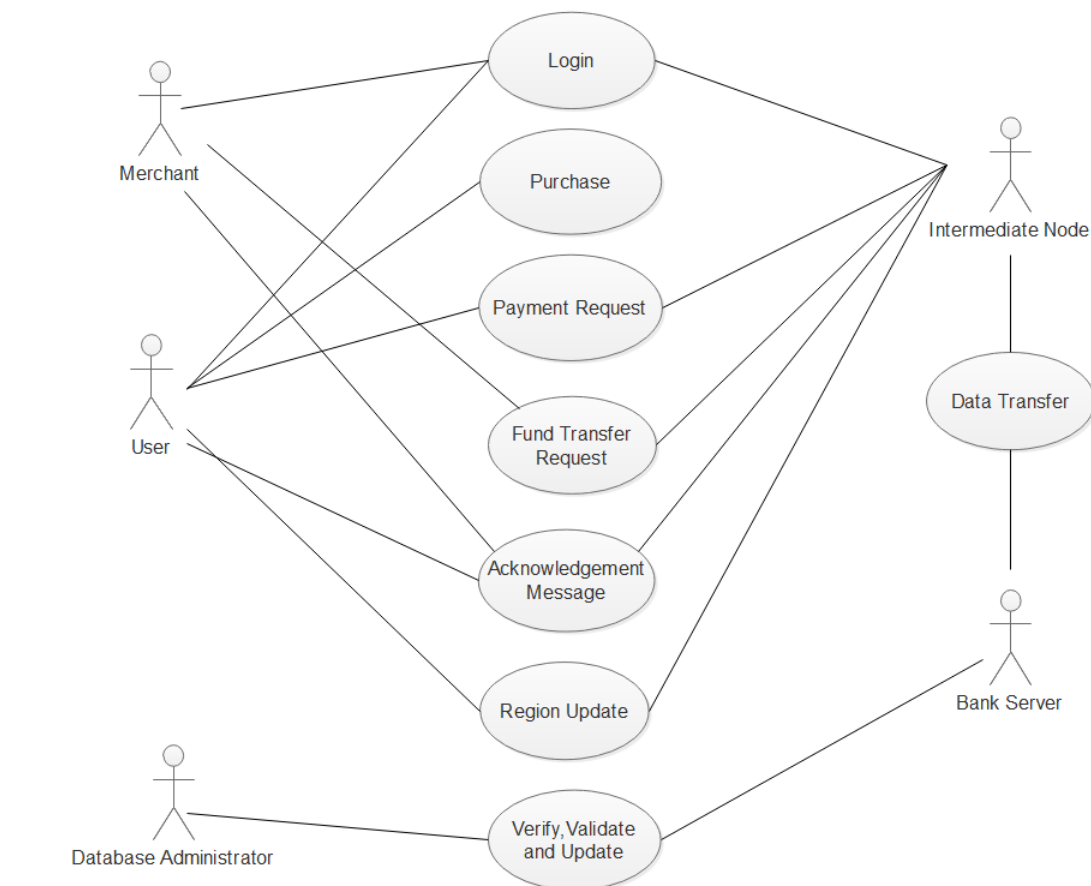 Login
Merchant
Purchase
Intermediate Node
Payment Request
User
Data Transfer
Fund Transfer
Request
Acknowledgement
Message
Region Update
Bank Server
Database Administrator
Verify,Validate
and Update